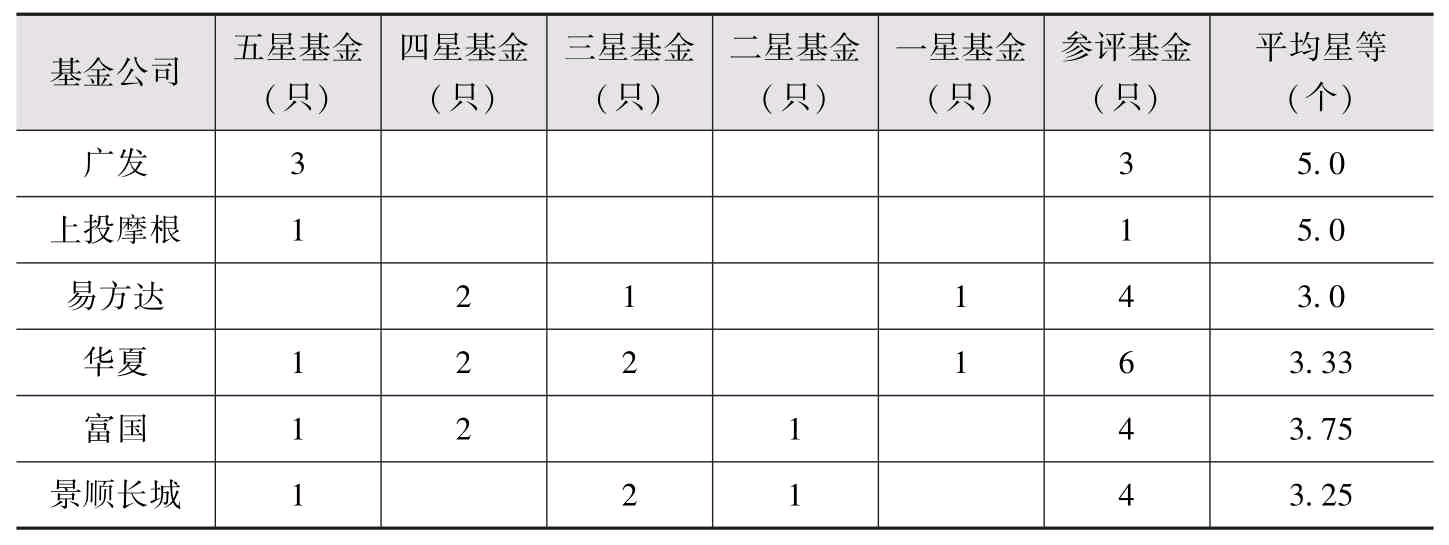 基金公司 五星基金(只) 四星基金(只) 三星基金(只) 二星基金(只) 一星基金(只) 参评基金(只) 平均星等(个)
广发 3 3 5.0
上投摩根 1 1 5.0
易方达 2 1 1 4 3.0
华夏 1 2 2 1 6 3.33
富国 1 2 1 4 3.75
景顺长城 1 2 1 4 3.25